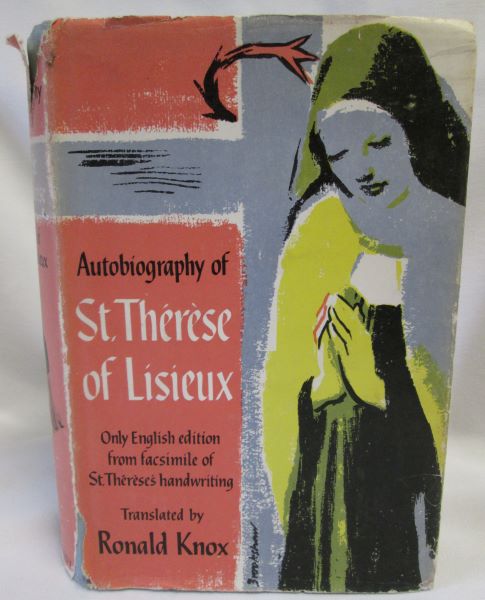 Autobiography of
St. Thérèse
of Lisieux
Only English edition
from facsimile of
St. Thérèse's handwriting
Translated by
Ronald Knox